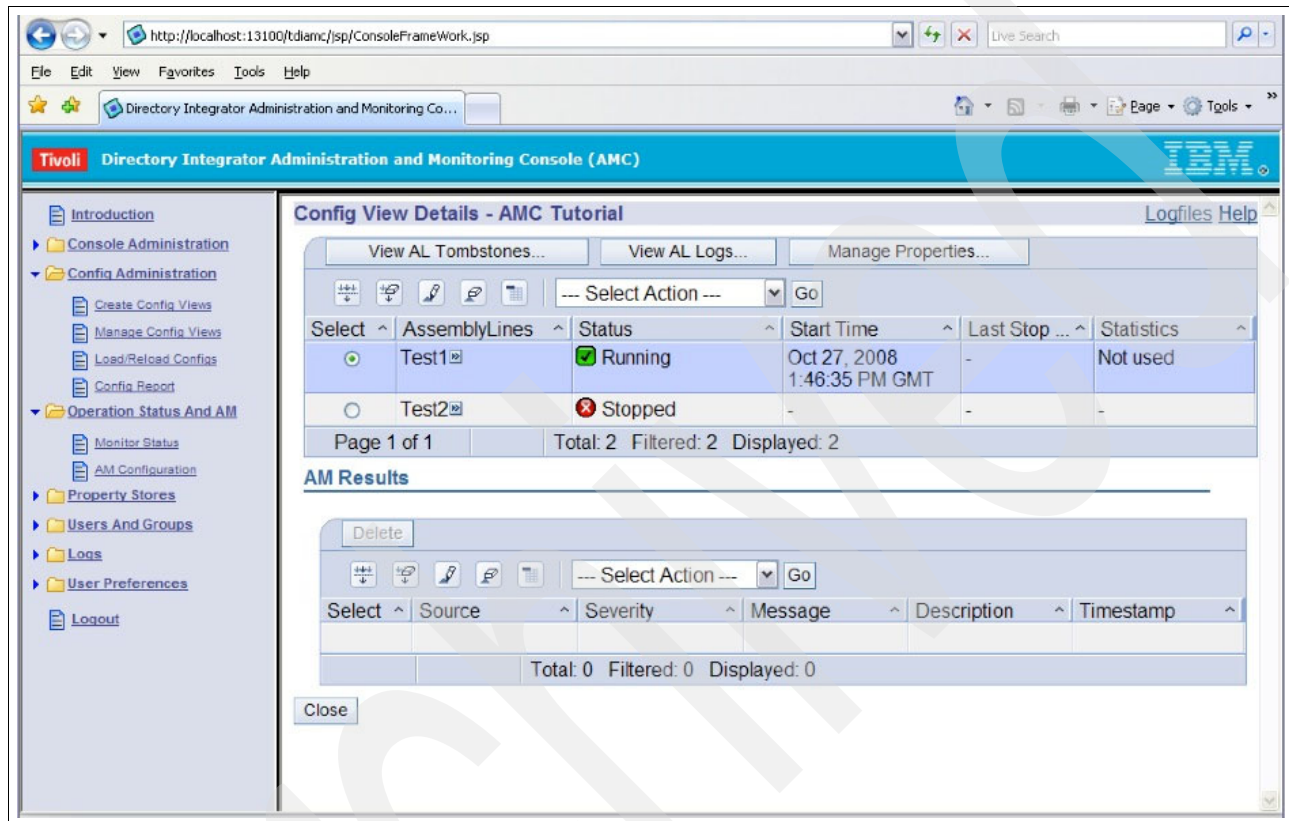 http://localhost:13100/tdiamc/jsp/ConsoleFrameWork.jsp
Live Search
File Edit View Favorites Tools Help
Directory Integrator Administration and Monitoring Co...
Page Tools
Tivoli Directory Integrator Administration and Monitoring Console (AMC)
IBM
Introduction
Console Administration
Config Administration
Create Config Views
Manage Config Views
Load/Reload Configs
Config Report
Operation Status And AM
Monitor Status
AM Configuration
Property Stores
Users And Groups
Logs
User Preferences
Logout
Config View Details - AMC Tutorial
Logfiles Help
View AL Tombstones... View AL Logs... Manage Properties...
--- Select Action --- Go
Select AssemblyLines Status Start Time Last Stop ... Statistics
Test1 Running Oct 27, 2008 - Not used
1:46:35 PM GMT
Test2 Stopped - - -
Page 1 of 1 Total: 2 Filtered: 2 Displayed: 2
AM Results
Delete
--- Select Action --- Go
Select Source Severity Message Description Timestamp
Total: 0 Filtered: 0 Displayed: 0
Close